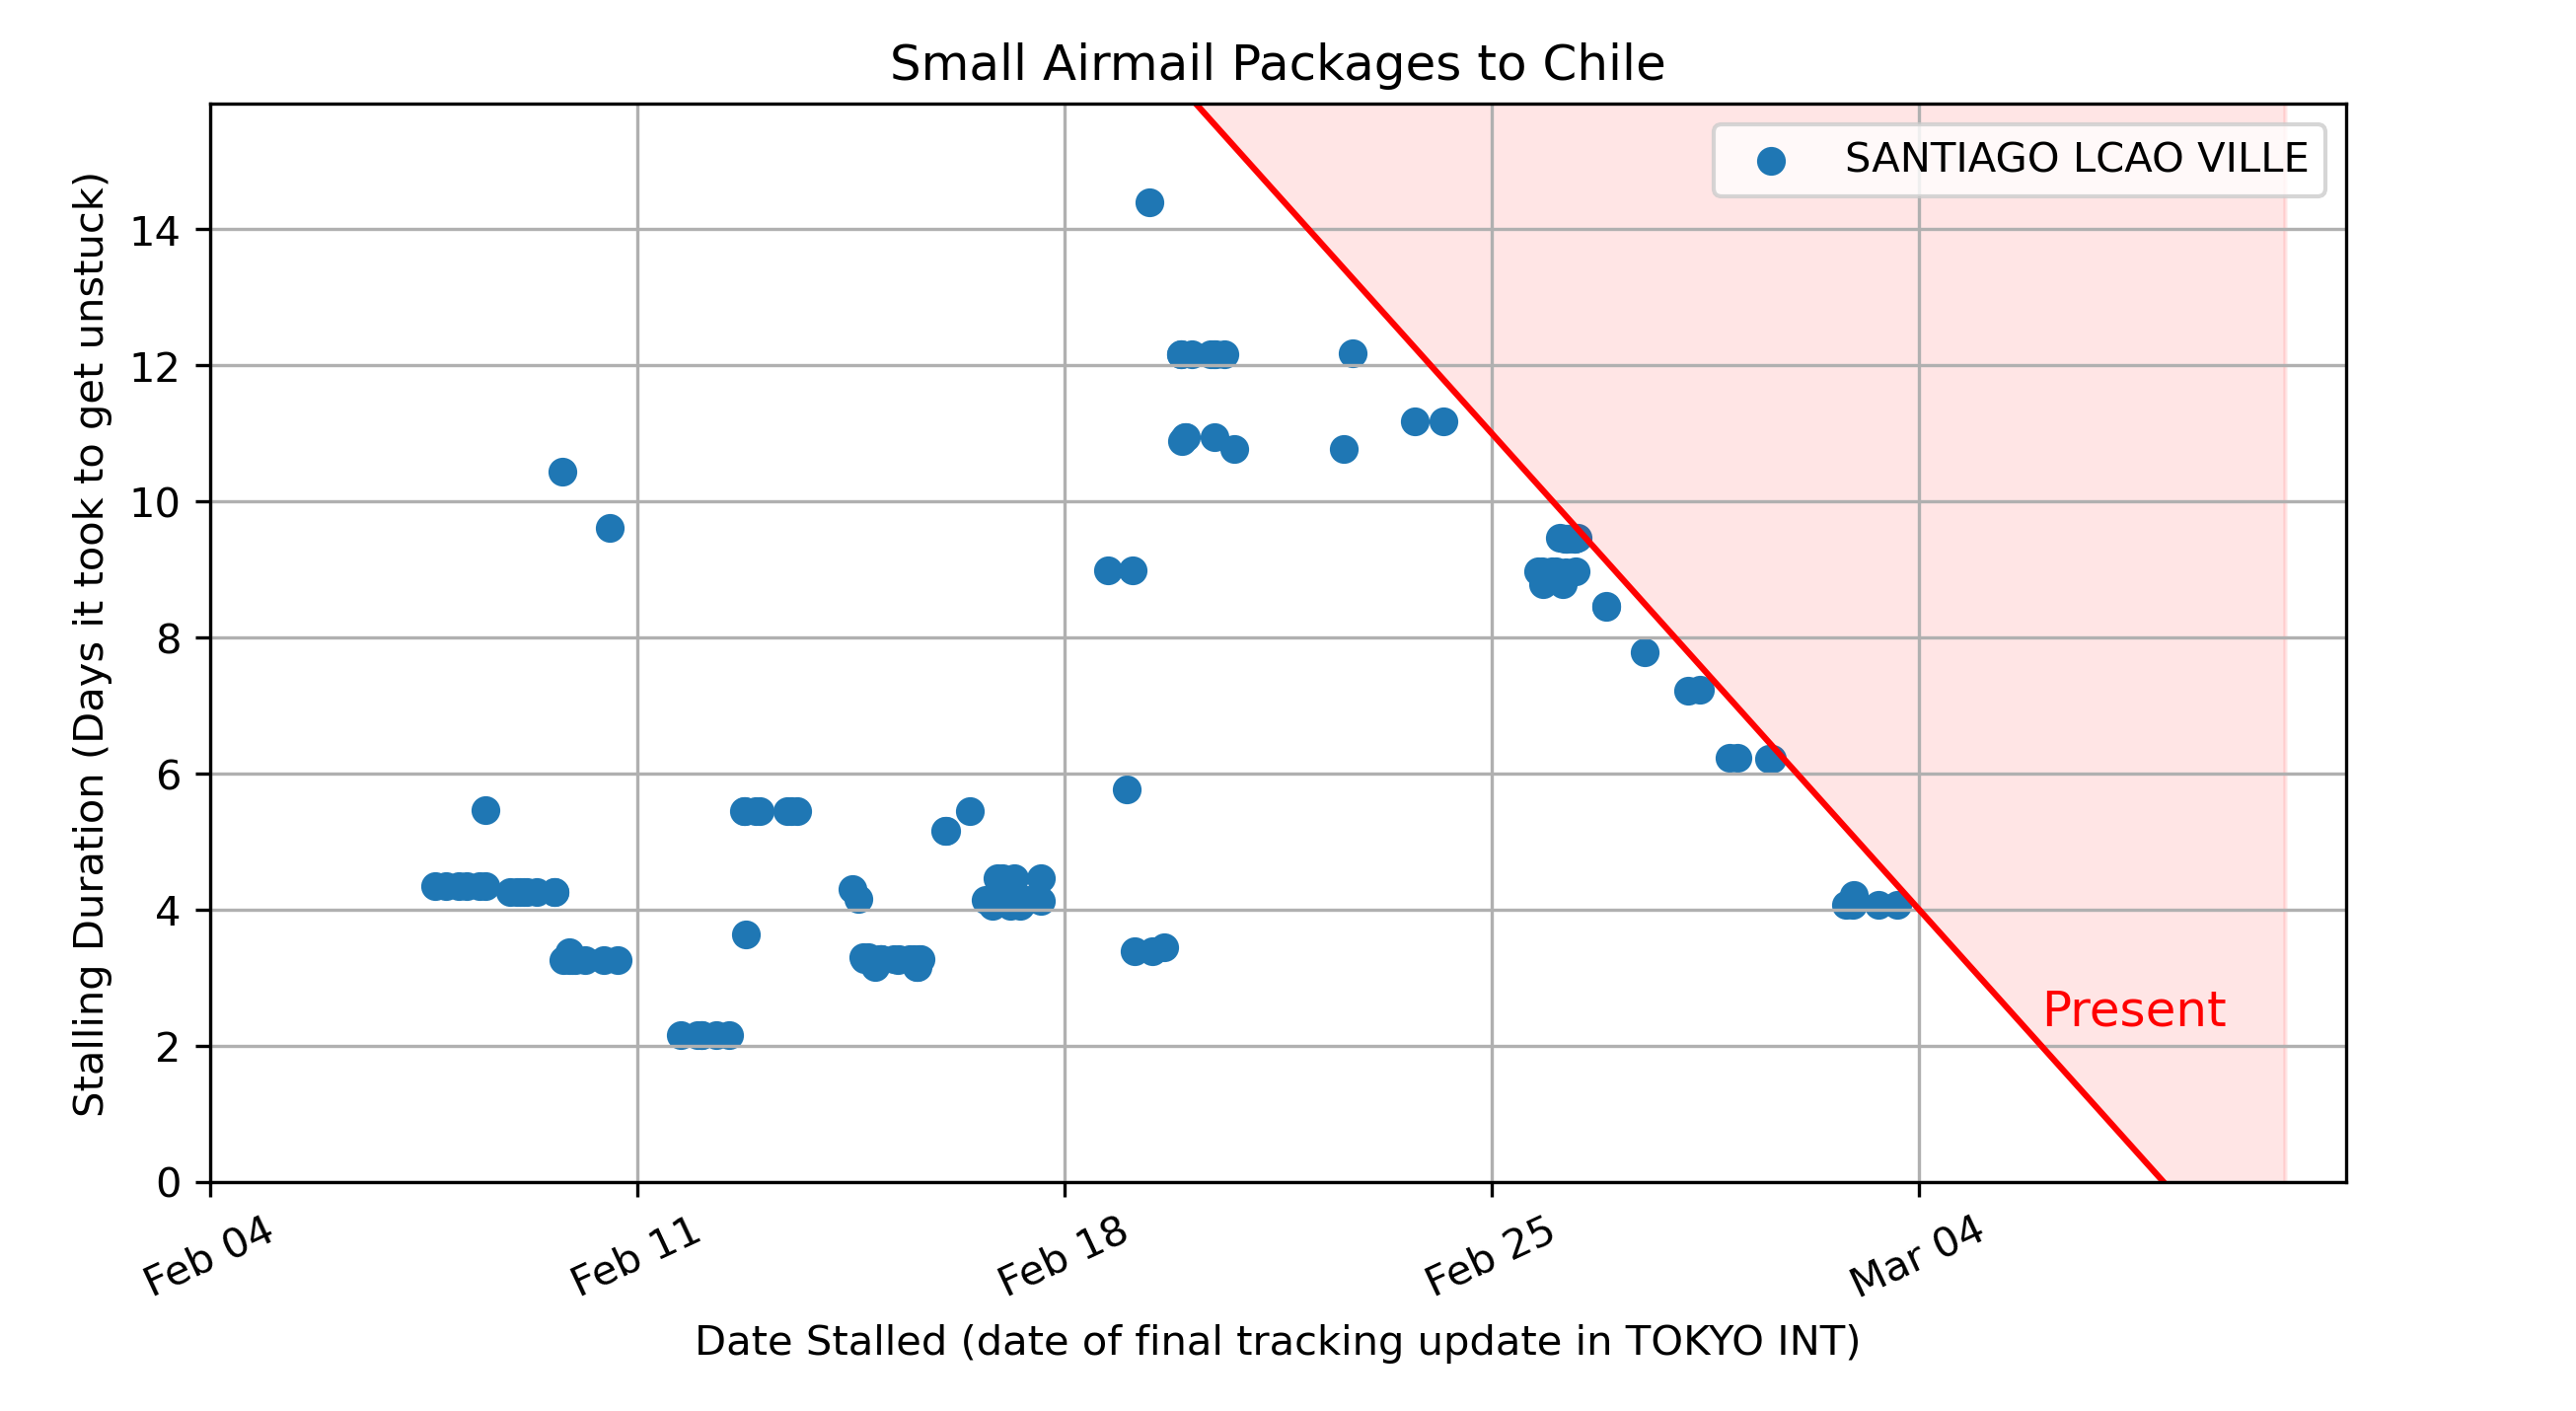 Small Airmail Packages to Chile
SANTIAGO LCAO VILLE
Stalling Duration (Days it took to get unstuck)
14
12
10
8
6
4
2
0
Present
Feb 04
Feb 11
Feb 18
Feb 25
Mar 04
Date Stalled (date of final tracking update in TOKYO INT)